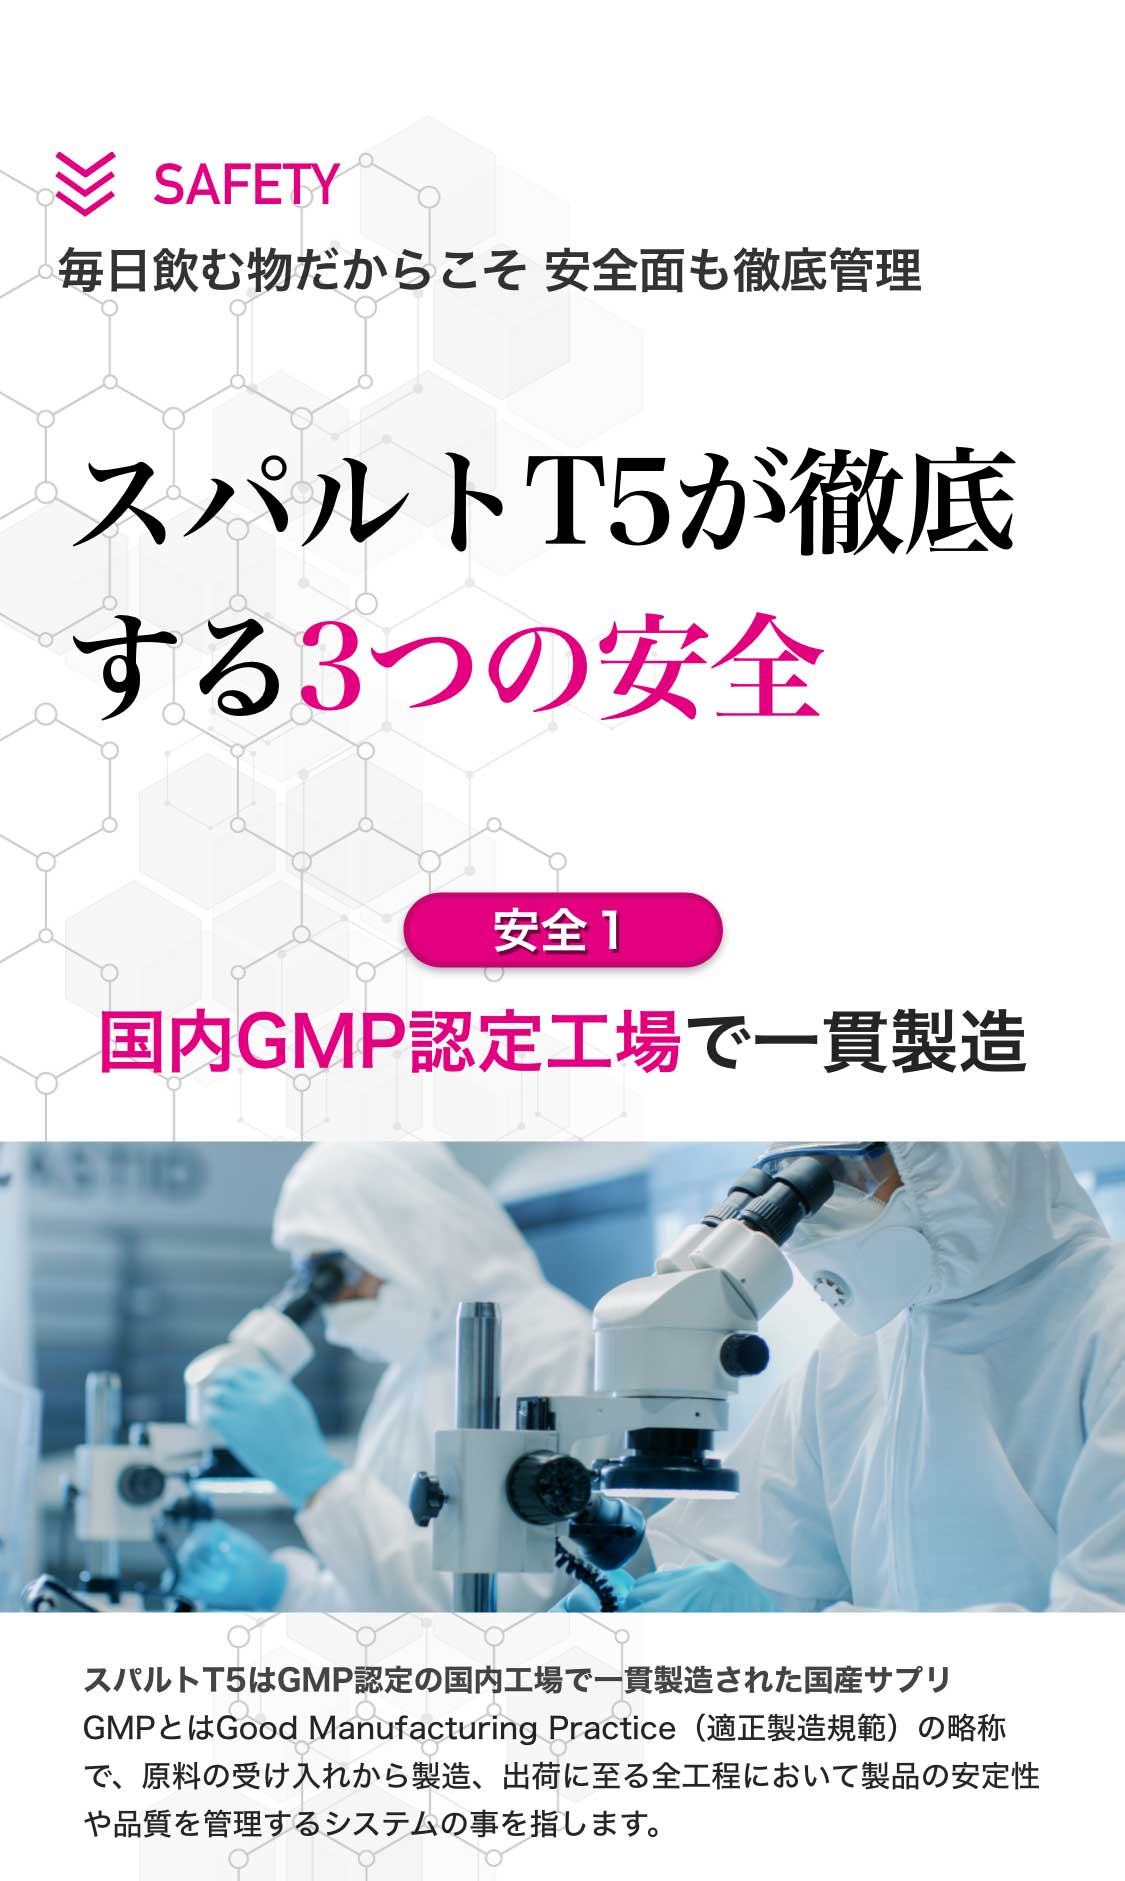 SAFETY
毎日飲む物だからこそ 安全面も徹底管理
スパルトT5が徹底
する3つの安全
安全1
国内GMP認定工場で一貫製造
スパルトT5はGMP認定の国内工場で一貫製造された国産サプリ
GMPとはGood Manufacturing Practice（適正製造規範）の略称
で、原料の受け入れから製造、出荷に至る全工程において製品の安定性
や品質を管理するシステムの事を指します。